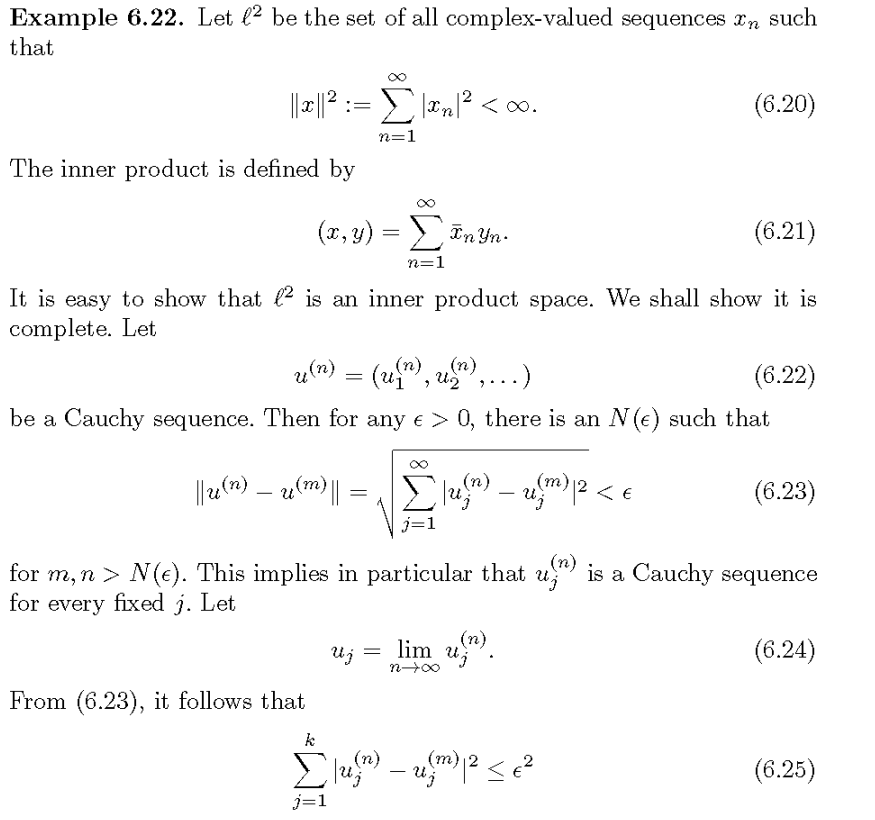 Example 6.22. Let ℓ² be the set of all complex-valued sequences xₙ such
that
‖x‖² := ∑_{n=1}^{∞} |xₙ|² < ∞. (6.20)
The inner product is defined by
(x, y) = ∑_{n=1}^{∞} x̄ₙyₙ. (6.21)
It is easy to show that ℓ² is an inner product space. We shall show it is
complete. Let
u^{(n)} = (u_1^{(n)}, u_2^{(n)}, . . . ) (6.22)
be a Cauchy sequence. Then for any ϵ > 0, there is an N(ϵ) such that
‖u^{(n)} − u^{(m)}‖ = √(∑_{j=1}^{∞} |u_j^{(n)} − u_j^{(m)}|²) < ϵ (6.23)
for m, n > N(ϵ). This implies in particular that u_j^{(n)} is a Cauchy sequence
for every fixed j. Let
u_j = lim_{n→∞} u_j^{(n)}. (6.24)
From (6.23), it follows that
∑_{j=1}^{k} |u_j^{(n)} − u_j^{(m)}|² ≤ ϵ² (6.25)